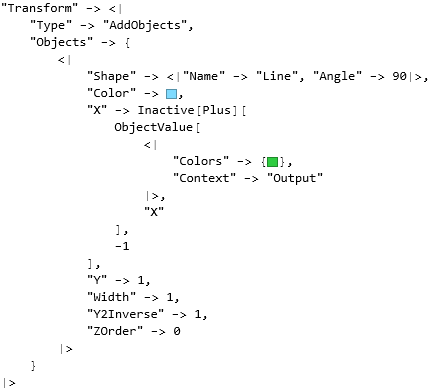 "Transform" -> <|
"Type" -> "AddObjects",
"Objects" -> {
<|
"Shape" -> <|"Name" -> "Line", "Angle" -> 90|>,
"Color" -> ,
"X" -> Inactive[Plus][
ObjectValue[
<|
"Colors" -> {},
"Context" -> "Output"
|>,
"X"
],
-1
],
"Y" -> 1,
"Width" -> 1,
"Y2Inverse" -> 1,
"ZOrder" -> 0
|>
}
|>